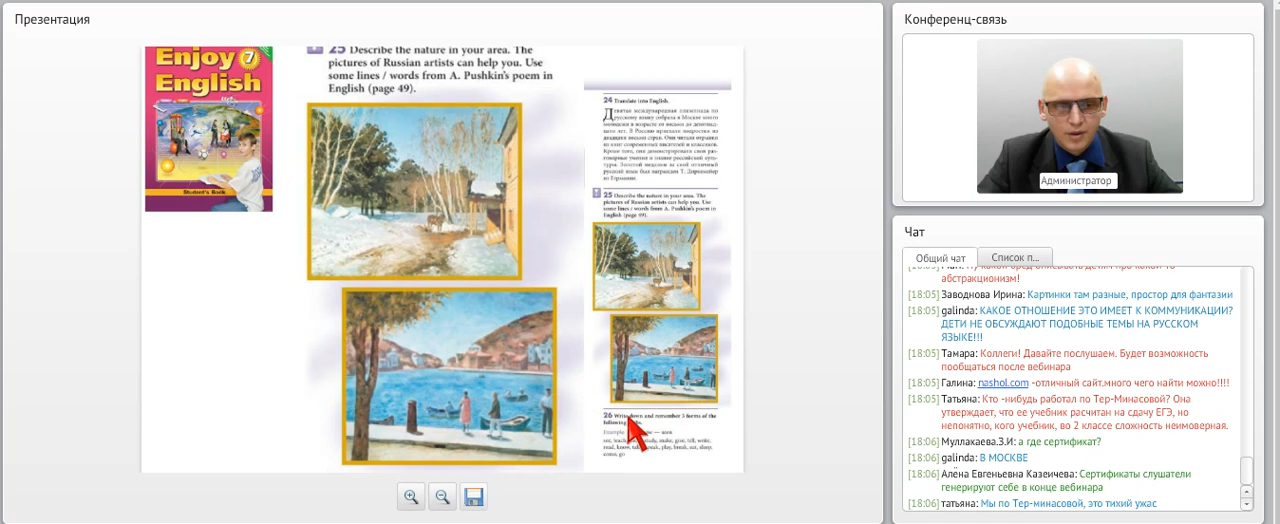 Презентация
Enjoy 7
English
Student's Book
25 Describe the nature in your area. The
pictures of Russian artists can help you. Use
some lines / words from A. Pushkin's poem in
English (page 49).
24 Translate into English.
Девятая международная олимпиада по
русскому языку собрала в Москве много
25 Describe the nature in your area. The
pictures of Russian artists can help you. Use
some lines / words from A. Pushkin's poem in
English (page 49).
26 Write down and remember 3 forms of the
following
Конференц-связь
Администратор
Чат
Общий чат
Список п...
абстракционизм!
[18:05] Заводнова Ирина: Картинки там разные, простор для фантазии
[18:05] galinda: КАКОЕ ОТНОШЕНИЕ ЭТО ИМЕЕТ К КОММУНИКАЦИИ?
ДЕТИ НЕ ОБСУЖДАЮТ ПОДОБНЫЕ ТЕМЫ НА РУССКОМ
ЯЗЫКЕ!!!
[18:05] Тамара: Коллеги! Давайте послушаем. Будет возможность
пообщаться после вебинара
[18:05] Галина: nashol.com -отличный сайт.много чего найти можно!!!!
[18:05] Татьяна: Кто -нибудь работал по Тер-Минасовой? Она
утверждает, что ее учебник расчитан на сдачу ЕГЭ, но
непонятно, кого учебник, во 2 классе сложность неимоверная.
[18:06] Муллакаева.З.И: а где сертификат?
[18:06] galinda: В МОСКВЕ
[18:06] Алёна Евгеньевна Казеичева: Сертификаты слушатели
генерируют себе в конце вебинара
[18:06] татьяна: Мы по Тер-минасовой, это тихий ужас